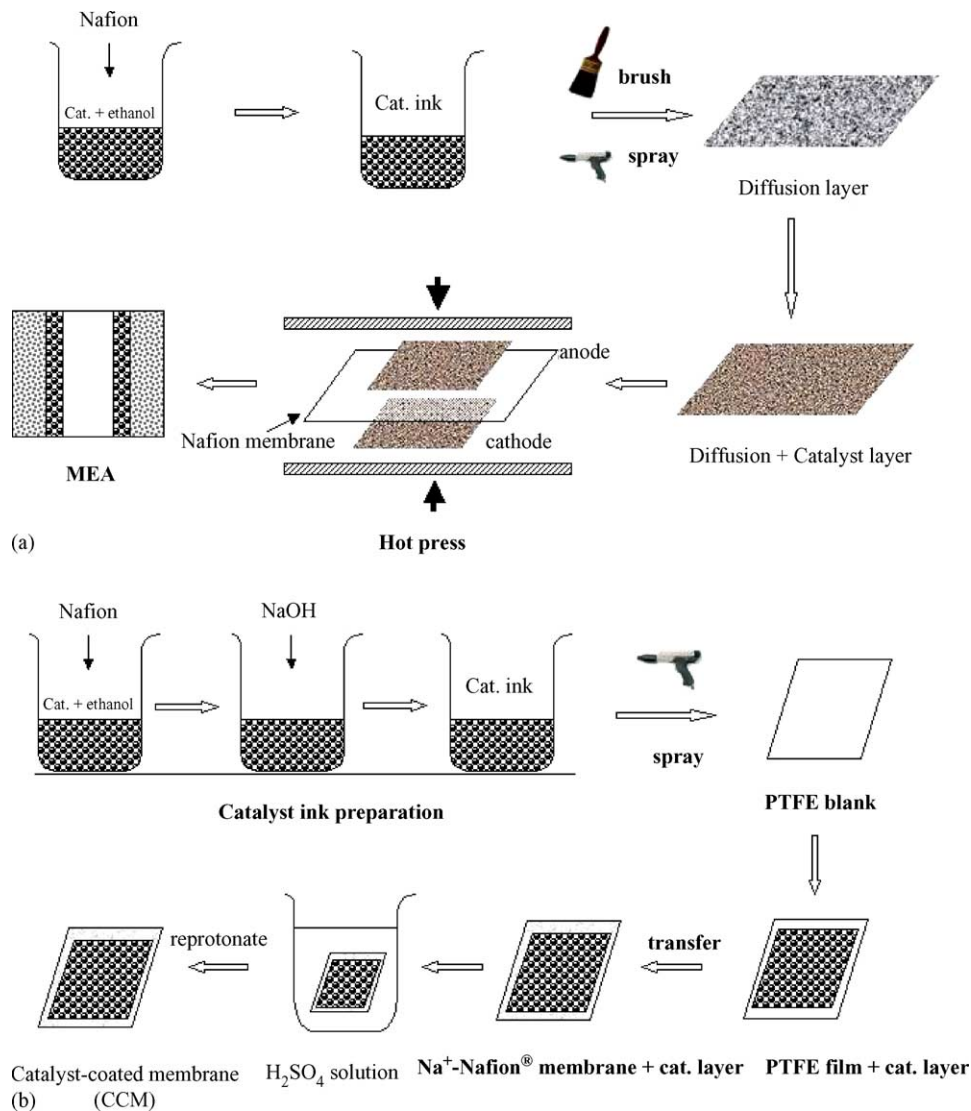 Nafion
Cat. + ethanol
Cat. ink
brush
spray
Diffusion layer
anode
Nafion membrane
cathode
MEA
Diffusion + Catalyst layer
Hot press
(a)
Nafion
NaOH
Cat. + ethanol
Cat. ink
spray
Catalyst ink preparation
PTFE blank
reprotonate
transfer
Catalyst-coated membrane
(CCM)
H₂SO₄ solution
Na⁺-Nafion® membrane + cat. layer
PTFE film + cat. layer
(b)